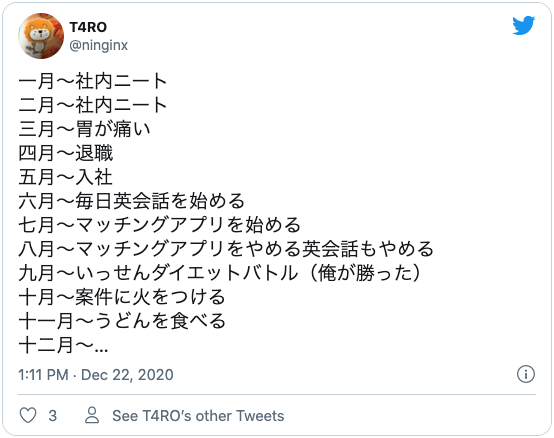 T4RO
@ninginx
一月〜社内ニート
二月〜社内ニート
三月〜胃が痛い
四月〜退職
五月〜入社
六月〜毎日英会話を始める
七月〜マッチングアプリを始める
八月〜マッチングアプリをやめる英会話もやめる
九月〜いっせんダイエットバトル（俺が勝った）
十月〜案件に火をつける
十一月〜うどんを食べる
十二月〜...
1:11 PM · Dec 22, 2020
3 See T4RO's other Tweets